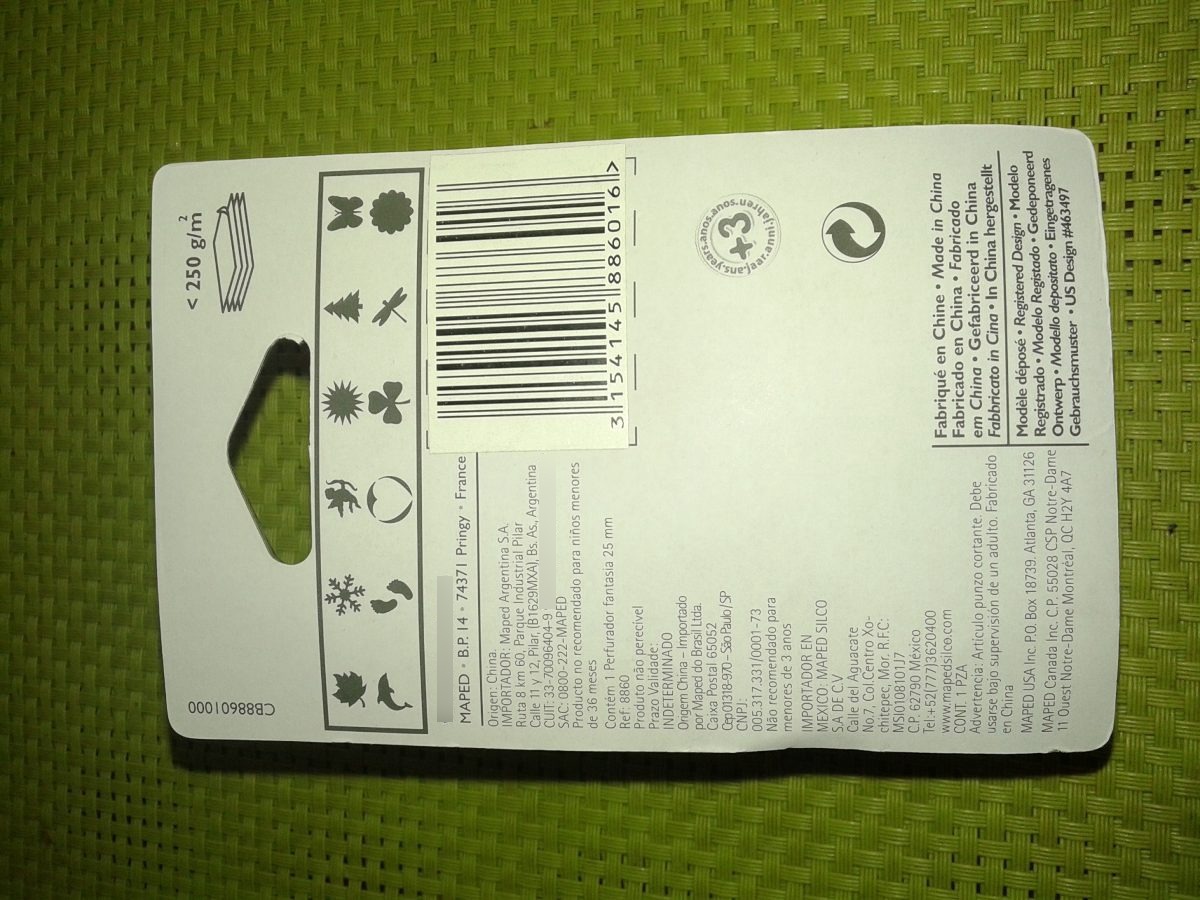 CB88601000
< 250 g/m²
MAPED • B.P. 14 • 74371 Pringy • France
3 154145 886016 >
Origen: China.
IMPORTADOR: Maped Argentina S.A.
Ruta 8 km 60, Parque Industrial Pilar
Calle 11 y 12, Pilar, (B1629MXA), Bs. As., Argentina
CUIT: 33-70096404-9
SAC: 0800-222-MAPED
Producto no recomendado para niños menores
de 36 meses
Contém 1 Perfurador fantasia 25 mm
Ref: 8860
Produto não perecível
Prazo Validade:
INDETERMINADO
Origem China – Importado
por Maped do Brasil Ltda.
Caixa Postal 65052
Cep 01318-970 - São Paulo / SP
CNPJ:
005.317.331/0001-73
Não recomendado para
menores de 3 anos
IMPORTADOR EN
MEXICO: MAPED SILCO
S.A DE C.V
Calle del Aguacate
No.7, Col.Centro Xo-
chitepec, Mor, R.F.C:
MSI0108101J7
C.P. 62790 México
Tel:+52(777)3620400
www.mapedsilco.com
CONT. 1 PZA
Advertencia: Artículo punzo cortante. Debe
usarse bajo supervisión de un adulto. Fabricado
en China
MAPED USA Inc. P.O. Box 18739. Atlanta, GA 31126
MAPED Canada Inc. C.P. 55028 CSP Notre-Dame
11 Ouest Notre-Dame Montréal, QC H2Y 4A7
+3
ans.years.anos.anos.jahren.anni.jaar
Fabriqué en Chine • Made in China
Fabricado en China • Fabricado
em China • Gefabriceerd in China
Fabbricato in Cina • In China hergestellt
Modèle déposé • Registered Design • Modelo
Registrado • Modelo Registado • Gedeponeerd
Ontwerp • Modello depositato • Eingetragenes
Gebrauchsmuster • US Design #463497